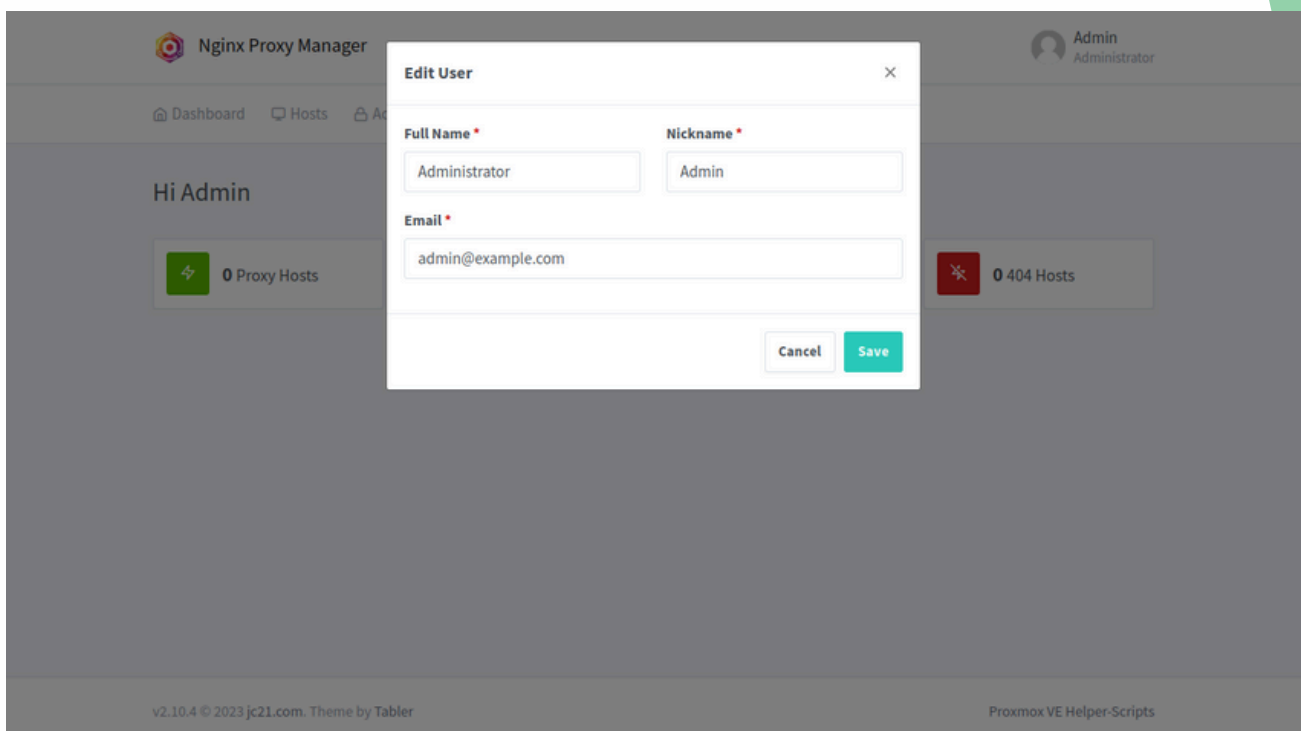 Nginx Proxy Manager
Admin
Administrator
Dashboard Hosts Ac
Edit User ×
Full Name * Nickname *
Administrator Admin
Email *
admin@example.com
Cancel Save
Hi Admin
0 Proxy Hosts
0 404 Hosts
v2.10.4 © 2023 jc21.com. Theme by Tabler
Proxmox VE Helper-Scripts